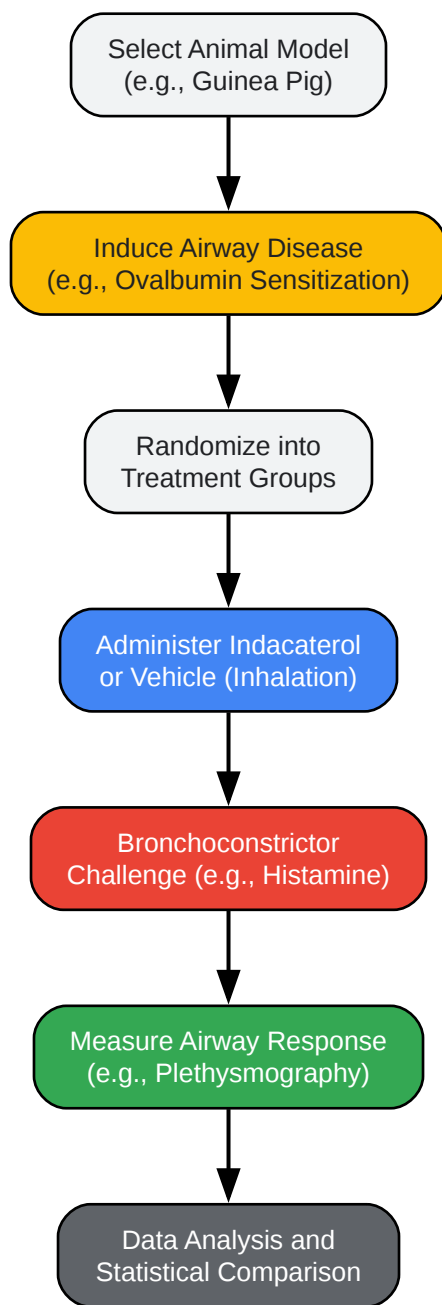 Select Animal Model
(e.g., Guinea Pig)
Induce Airway Disease
(e.g., Ovalbumin Sensitization)
Randomize into
Treatment Groups
Administer Indacaterol
or Vehicle (Inhalation)
Bronchoconstrictor
Challenge (e.g., Histamine)
Measure Airway Response
(e.g., Plethysmography)
Data Analysis and
Statistical Comparison